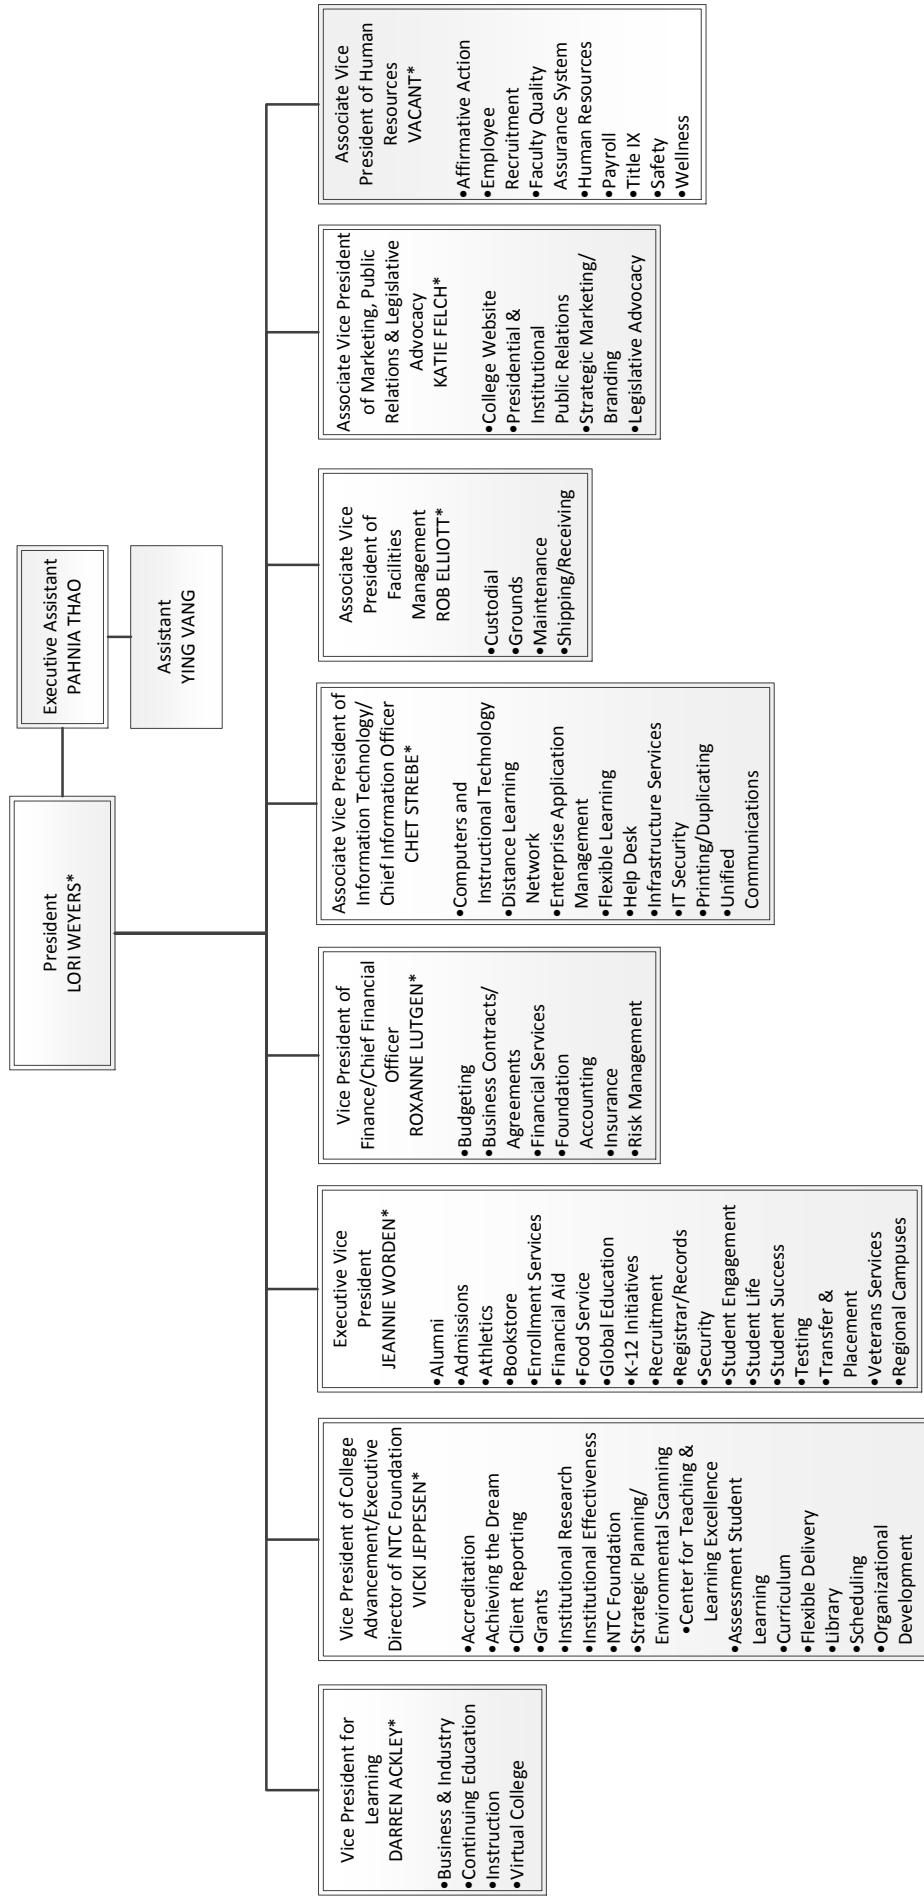 President
LORI WEYERS*
Executive Assistant
PAHNIA THAO
Assistant
YING VANG
Vice President for
Learning
DARREN ACKLEY*
•Business & Industry
•Continuing Education
•Instruction
•Virtual College
Vice President of College
Advancement/Executive
Director of NTC Foundation
VICKI JEPPESEN*
•Accreditation
•Achieving the Dream
•Client Reporting
•Grants
•Institutional Research
•Institutional Effectiveness
•NTC Foundation
•Strategic Planning/
Environmental Scanning
•Center for Teaching &
Learning Excellence
•Assessment Student
Learning
•Curriculum
•Flexible Delivery
•Library
•Scheduling
•Organizational
Development
Executive Vice
President
JEANNIE WORDEN*
•Alumni
•Admissions
•Athletics
•Bookstore
•Enrollment Services
•Financial Aid
•Food Service
•Global Education
•K-12 Initiatives
•Recruitment
•Registrar/Records
•Security
•Student Engagement
•Student Life
•Student Success
•Testing
•Transfer &
Placement
•Veterans Services
•Regional Campuses
Vice President of
Finance/Chief Financial
Officer
ROXANNE LUTGEN*
•Budgeting
•Business Contracts/
Agreements
•Financial Services
•Foundation
Accounting
•Insurance
•Risk Management
Associate Vice President of
Information Technology/
Chief Information Officer
CHET STREBE*
•Computers and
Instructional Technology
•Distance Learning
Network
•Enterprise Application
Management
•Flexible Learning
•Help Desk
•Infrastructure Services
•IT Security
•Printing/Duplicating
•Unified
Communications
Associate Vice
President of
Facilities
Management
ROB ELLIOTT*
•Custodial
•Grounds
•Maintenance
•Shipping/Receiving
Associate Vice President
of Marketing, Public
Relations & Legislative
Advocacy
KATIE FELCH*
•College Website
•Presidential &
Institutional
Public Relations
•Strategic Marketing/
Branding
•Legislative Advocacy
Associate Vice
President of Human
Resources
VACANT*
•Affirmative Action
•Employee
Recruitment
•Faculty Quality
Assurance System
•Human Resources
•Payroll
•Title IX
•Safety
•Wellness